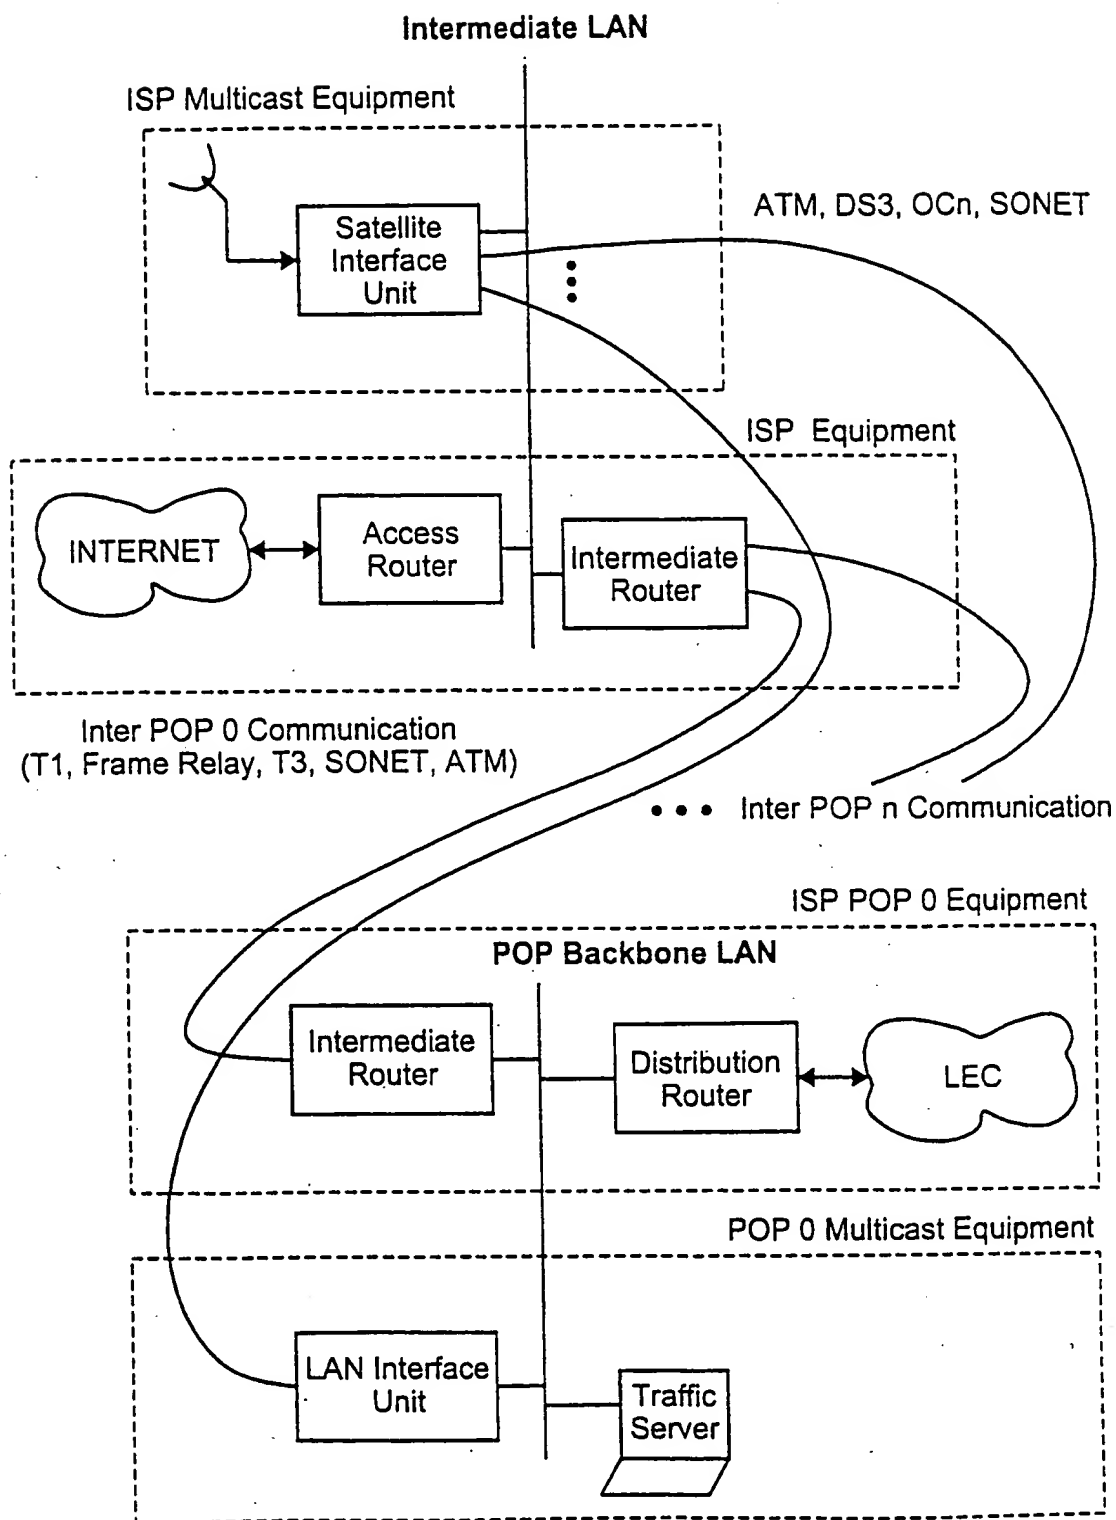 Intermediate LAN
ISP Multicast Equipment
ATM, DS3, OCn, SONET
Satellite
Interface
Unit
ISP Equipment
INTERNET
Access
Router
Intermediate
Router
Inter POP 0 Communication
(T1, Frame Relay, T3, SONET, ATM)
Inter POP n Communication
ISP POP 0 Equipment
POP Backbone LAN
Intermediate
Router
Distribution
Router
LEC
POP 0 Multicast Equipment
LAN Interface
Unit
Traffic
Server